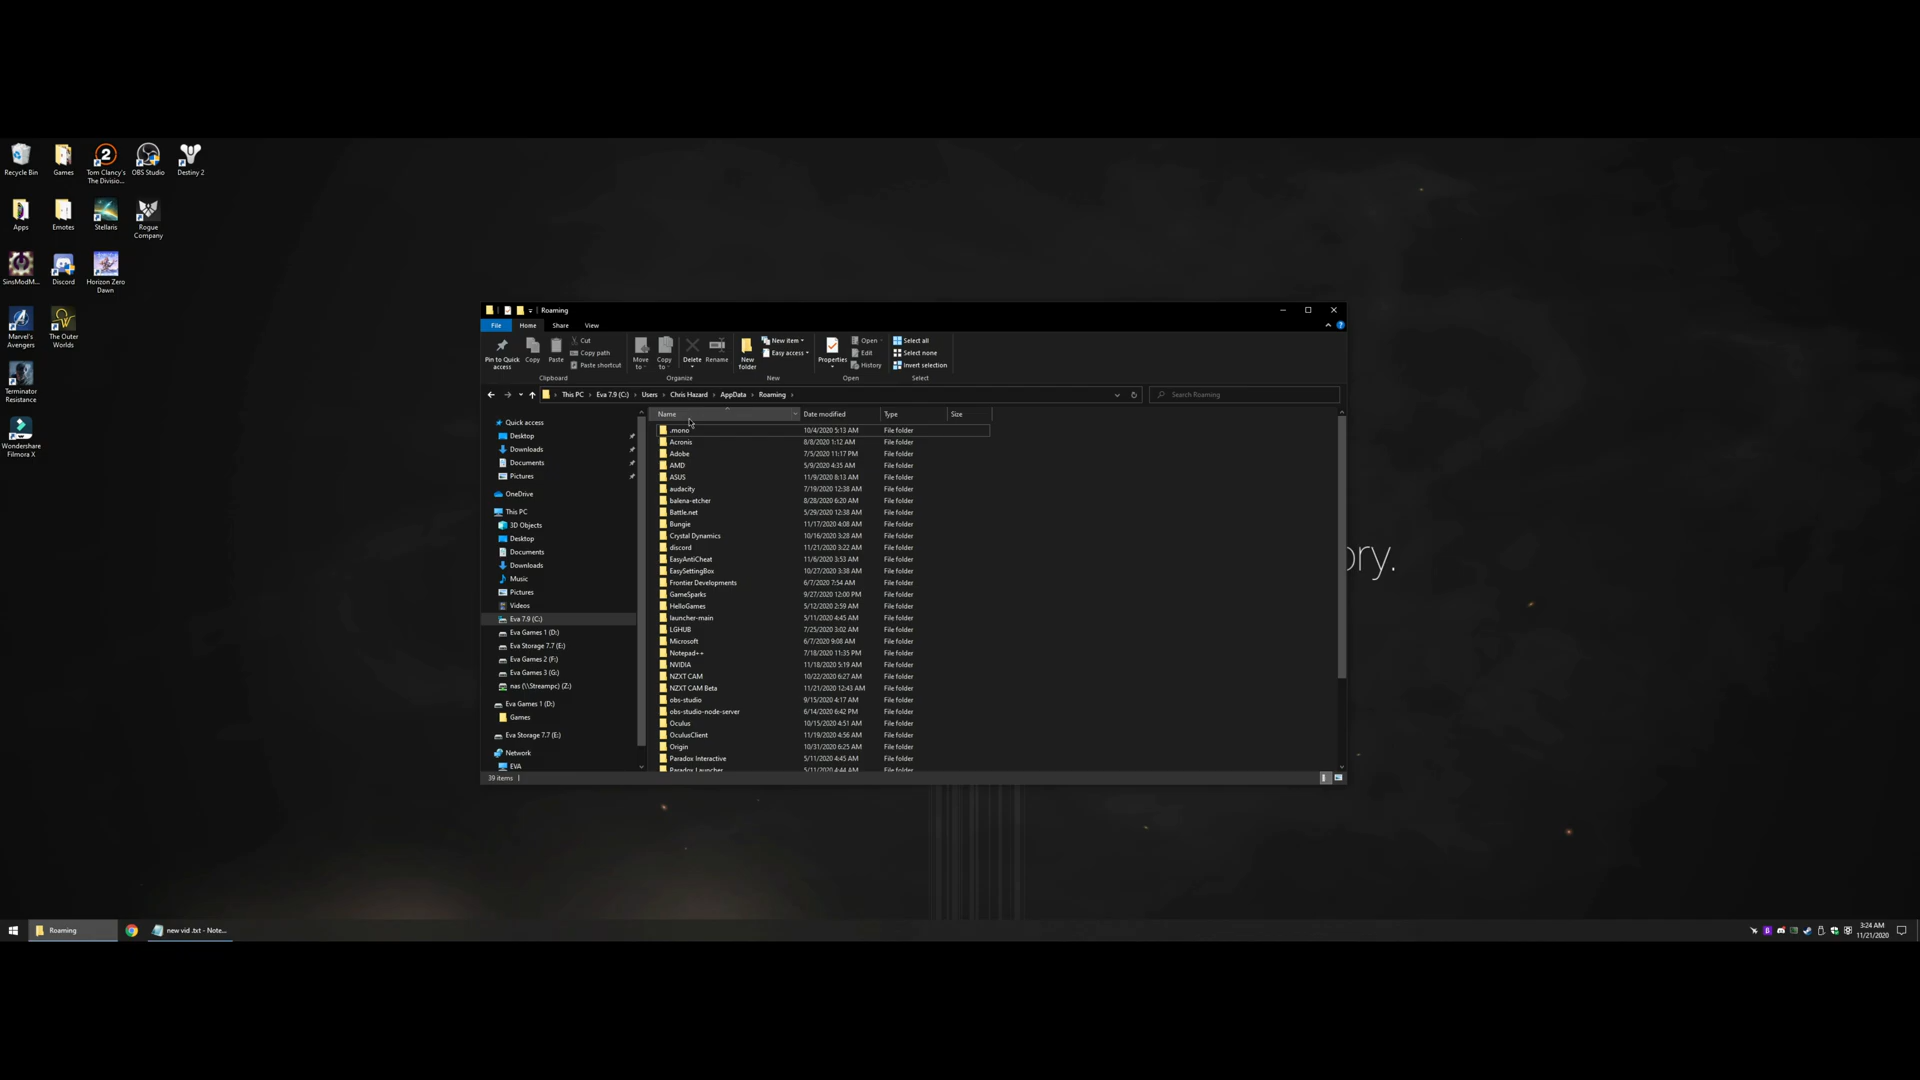 Recycle Bin
Games
Tom Clancy's
The Divisio...
OBS Studio
Destiny 2
Apps
Emotes
Stellaris
Rogue
Company
SinsModM...
Discord
Horizon Zero
Dawn
Marvel's
Avengers
The Outer
Worlds
Terminator
Resistance
Wondershare
Filmora X
ory.
Roaming
File
Home
Share
View
Pin to Quick
access
Copy
Paste
Cut
Copy path
Paste shortcut
Clipboard
Move
to
Copy
to
Delete
Rename
Organize
New
folder
New item
Easy access
New
Properties
Open
Edit
History
Open
Select all
Select none
Invert selection
Select
This PC > Eva 7.9 (C:) > Users > Chris Hazard > AppData > Roaming >
Search Roaming
Quick access
Desktop
Downloads
Documents
Pictures
OneDrive
This PC
3D Objects
Desktop
Documents
Downloads
Music
Pictures
Videos
Eva 7.9 (C:)
Eva Games 1 (D:)
Eva Storage 7.7 (E:)
Eva Games 2 (F:)
Eva Games 3 (G:)
nas (\\Streampc) (Z:)
Eva Games 1 (D:)
Games
Eva Storage 7.7 (E:)
Network
EVA
Name Date modified Type Size
.mono 10/4/2020 5:13 AM File folder
Acronis 8/8/2020 1:12 AM File folder
Adobe 7/5/2020 11:17 PM File folder
AMD 5/9/2020 4:35 AM File folder
ASUS 11/9/2020 8:13 AM File folder
audacity 7/19/2020 12:38 AM File folder
balena-etcher 8/28/2020 6:20 AM File folder
Battle.net 5/29/2020 12:38 AM File folder
Bungie 11/17/2020 4:08 AM File folder
Crystal Dynamics 10/16/2020 3:28 AM File folder
discord 11/21/2020 3:22 AM File folder
EasyAntiCheat 11/6/2020 3:53 AM File folder
EasySettingBox 10/27/2020 3:38 AM File folder
Frontier Developments 6/7/2020 7:54 AM File folder
GameSparks 9/27/2020 12:00 PM File folder
HelloGames 5/12/2020 2:59 AM File folder
launcher-main 5/11/2020 4:45 AM File folder
LGHUB 7/25/2020 3:02 AM File folder
Microsoft 6/7/2020 9:08 AM File folder
Notepad++ 7/18/2020 11:35 PM File folder
NVIDIA 11/18/2020 5:19 AM File folder
NZXT CAM 10/22/2020 6:27 AM File folder
NZXT CAM Beta 11/21/2020 12:43 AM File folder
obs-studio 9/15/2020 4:17 AM File folder
obs-studio-node-server 6/14/2020 6:42 PM File folder
Oculus 10/15/2020 4:51 AM File folder
OculusClient 11/19/2020 4:56 AM File folder
Origin 10/31/2020 6:25 AM File folder
Paradox Interactive 5/11/2020 4:45 AM File folder
Paradox Launcher 5/11/2020 4:44 AM File folder
39 items
Roaming
new vid .txt - Note...
3:24 AM
11/21/2020